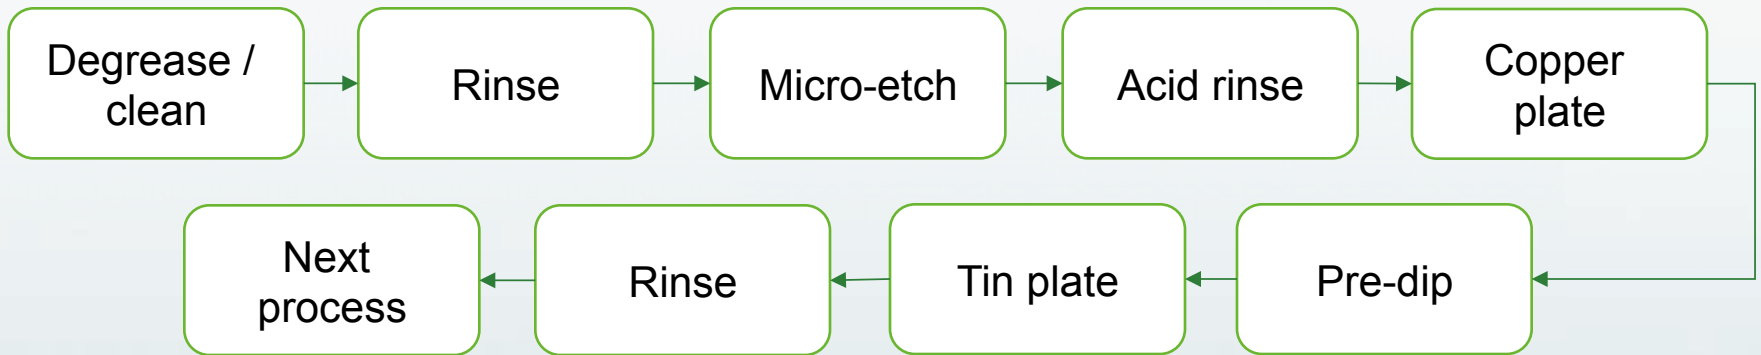 Degrease /
clean
Rinse
Micro-etch
Acid rinse
Copper
plate
Pre-dip
Tin plate
Rinse
Next
process